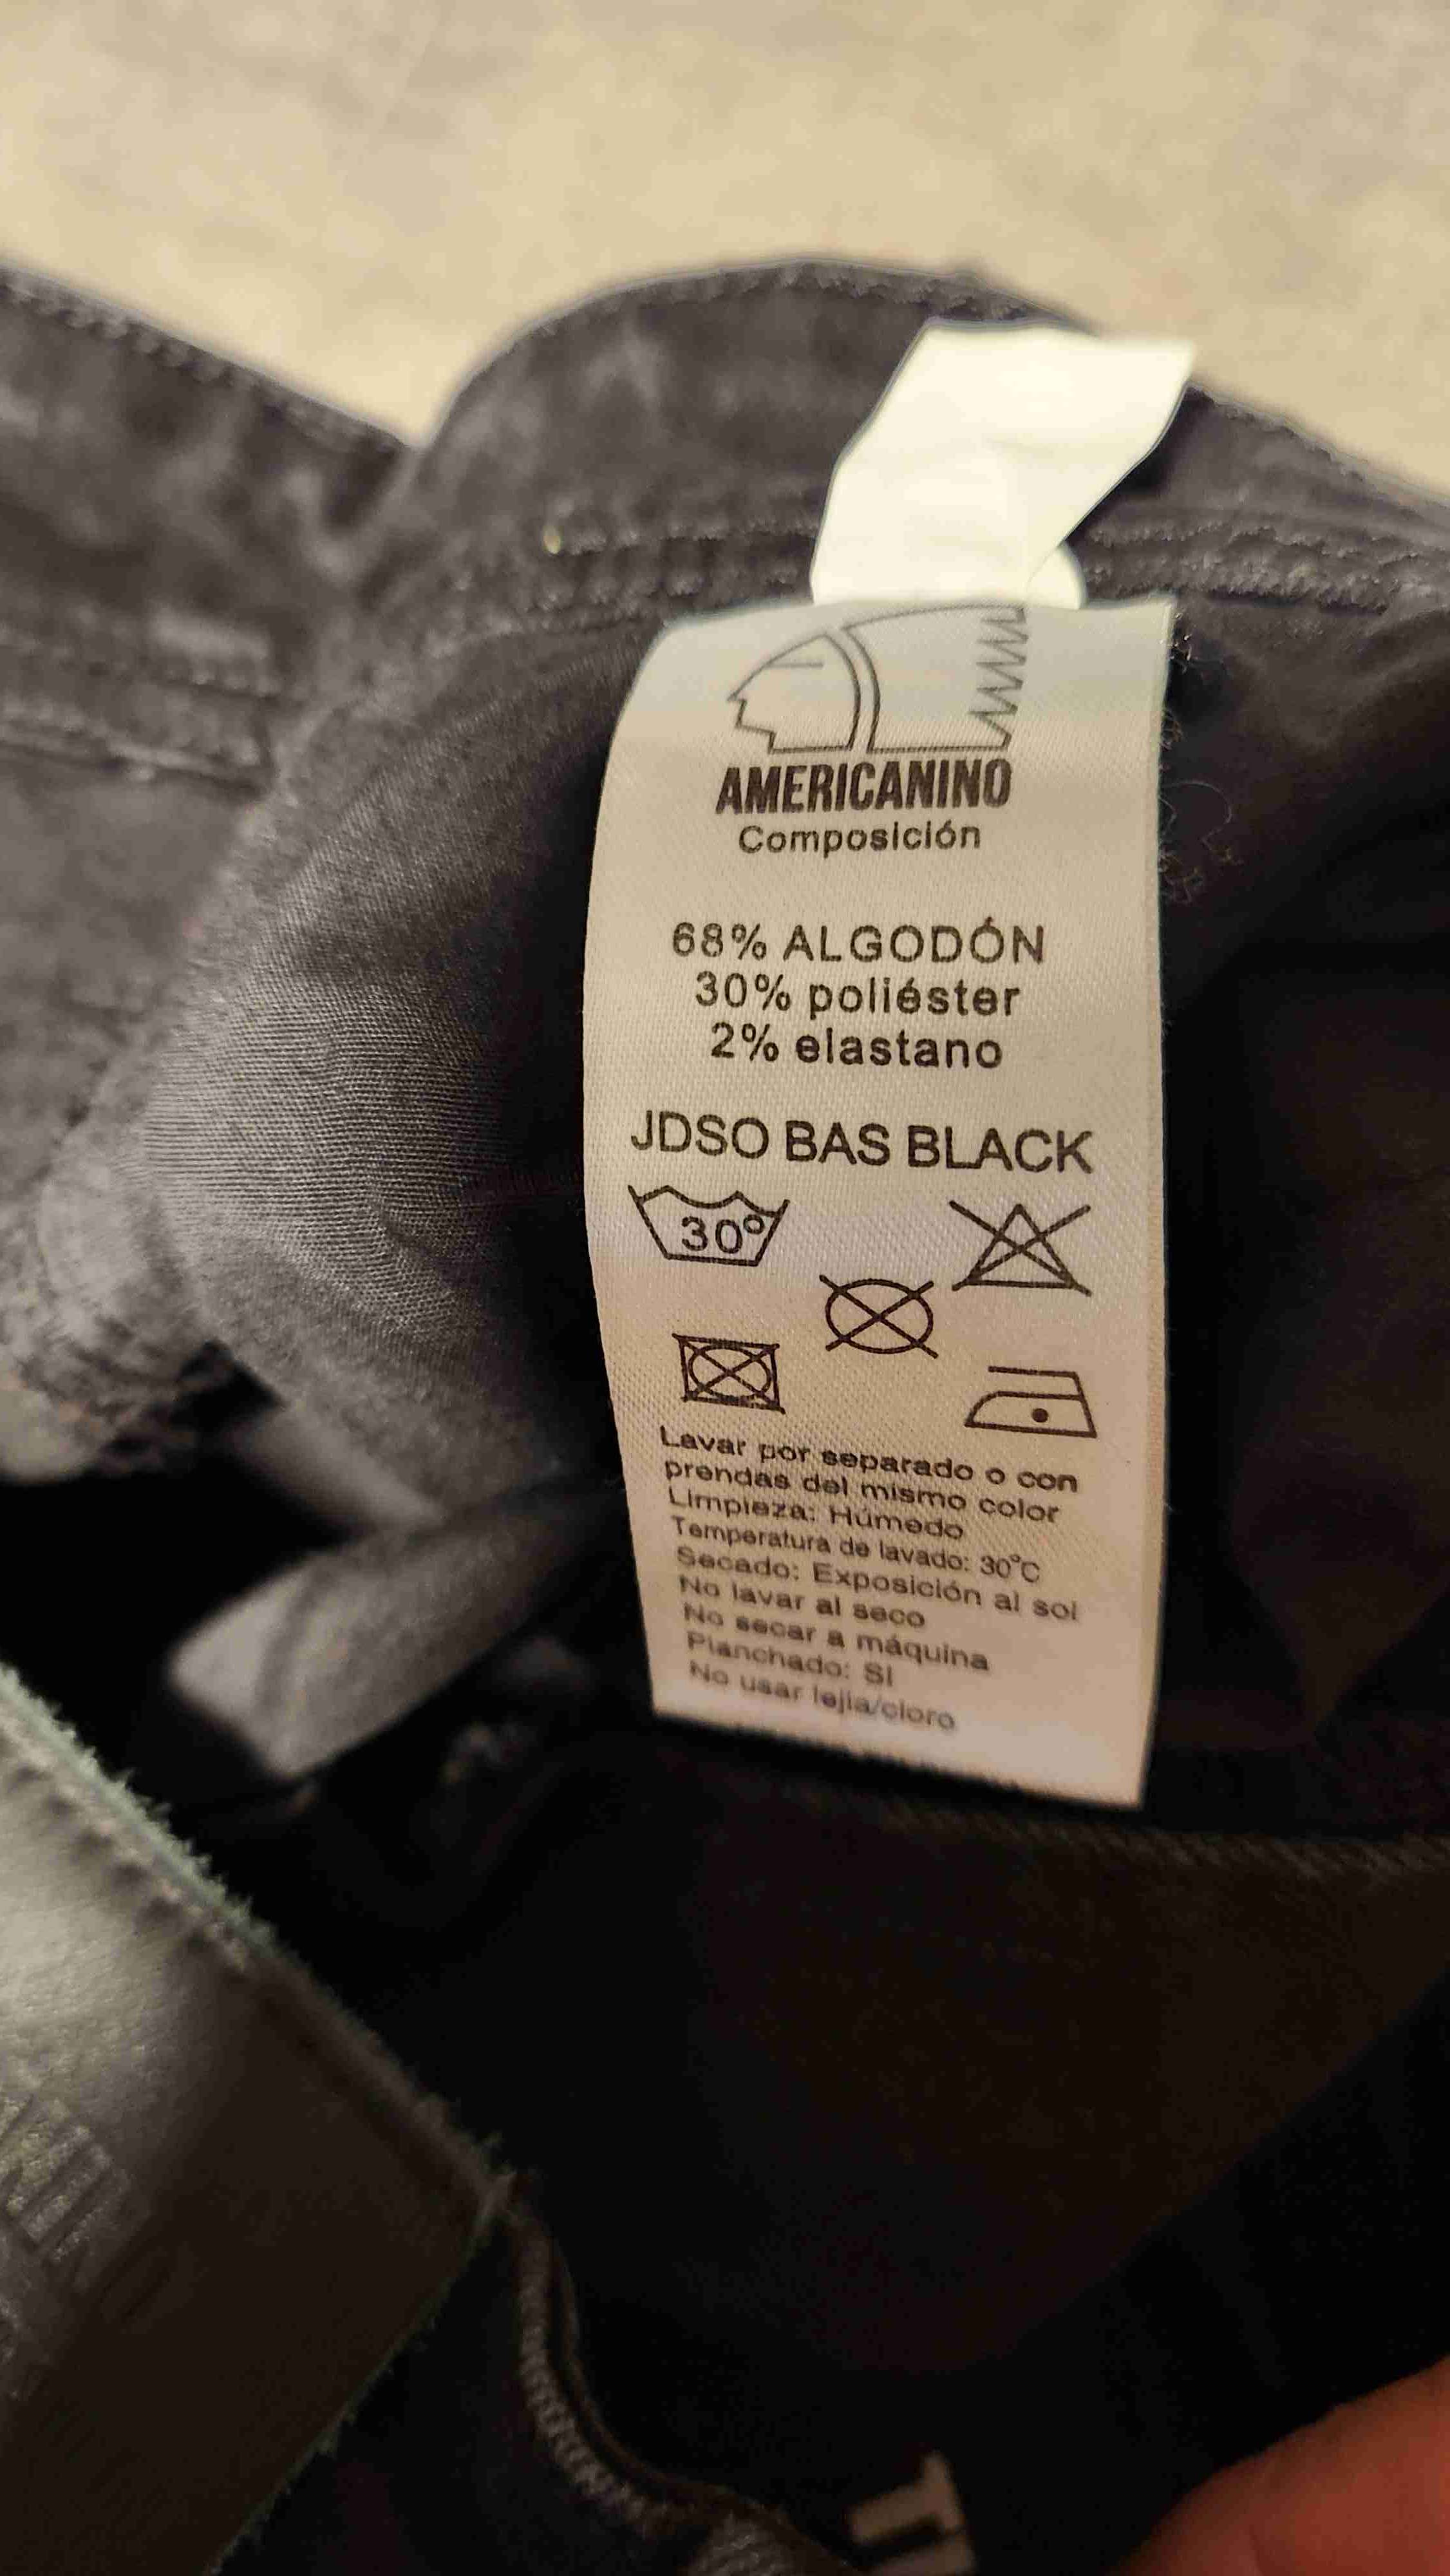 AMERICANINO
Composición
68% ALGODÓN
30% poliéster
2% elastano
JDSO BAS BLACK
30º
Lavar por separado o con
prendas del mismo color
Limpieza: Húmedo
Temperatura de lavado: 30°C
Secado: Exposición al sol
No lavar al seco
No secar a máquina
Planchado: SI
No usar lejía/cloro